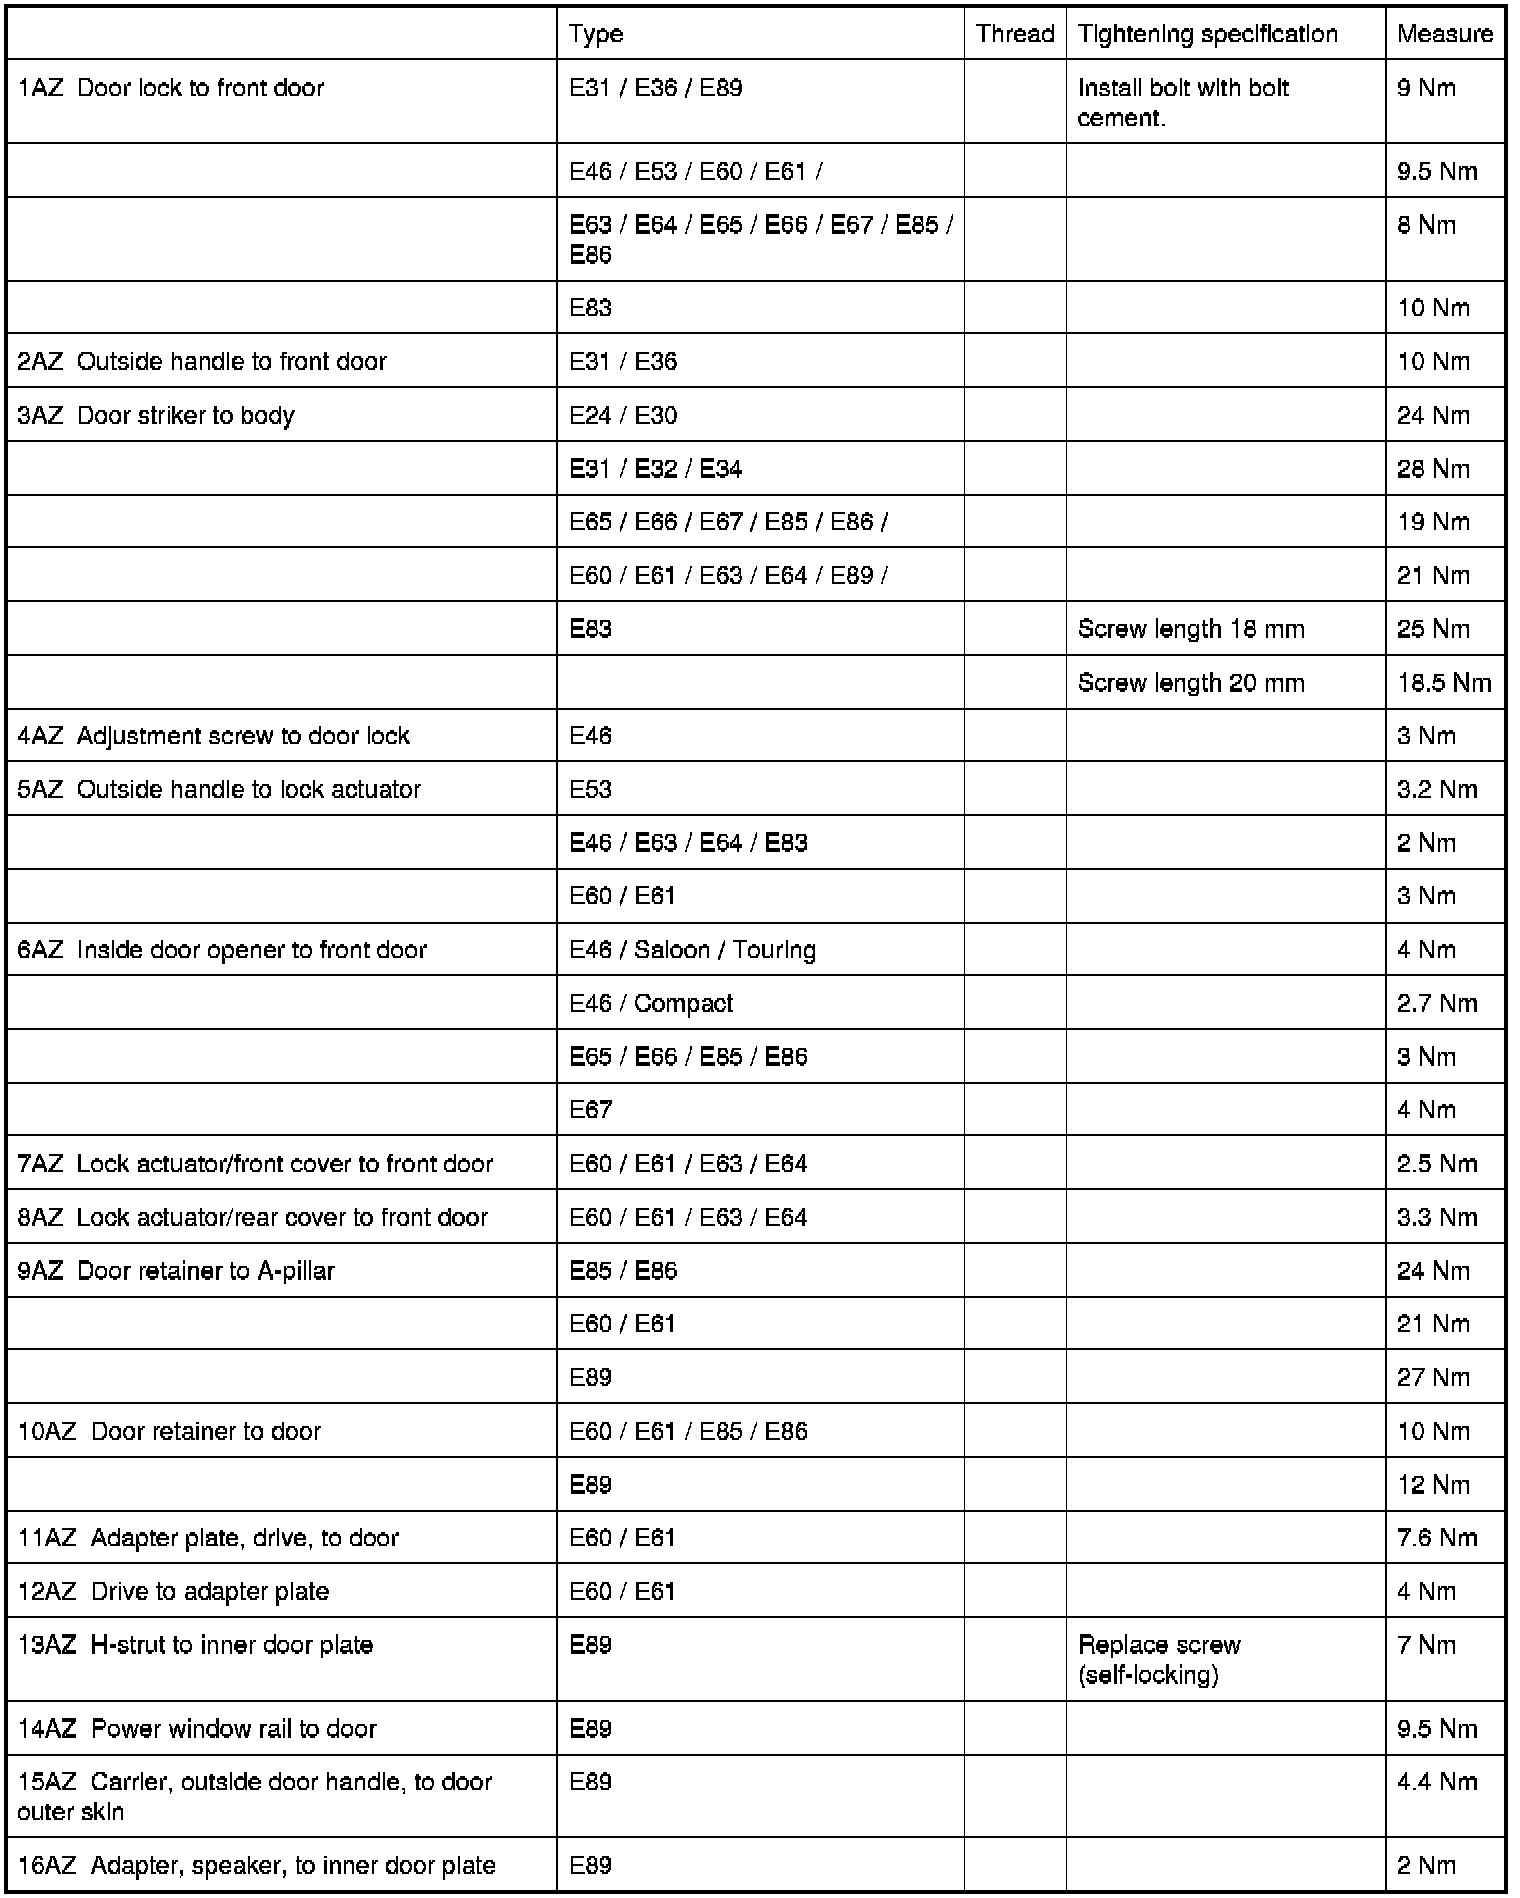 Type Thread Tightening specification Measure
1AZ Door lock to front door E31 / E36 / E89 Install bolt with bolt 9 Nm
cement.
E46 / E53 / E60 / E61 / 9.5 Nm
E63 / E64 / E65 / E66 / E67 / E85 / 8 Nm
E86
E83 10 Nm
2AZ Outside handle to front door E31 / E36 10 Nm
3AZ Door striker to body E24 / E30 24 Nm
E31 / E32 / E34 28 Nm
E65 / E66 / E67 / E85 / E86 / 19 Nm
E60 / E61 / E63 / E64 / E89 / 21 Nm
E83 Screw length 18 mm 25 Nm
Screw length 20 mm 18.5 Nm
4AZ Adjustment screw to door lock E46 3 Nm
5AZ Outside handle to lock actuator E53 3.2 Nm
E46 / E63 / E64 / E83 2 Nm
E60 / E61 3 Nm
6AZ Inside door opener to front door E46 / Saloon / Touring 4 Nm
E46 / Compact 2.7 Nm
E65 / E66 / E85 / E86 3 Nm
E67 4 Nm
7AZ Lock actuator/front cover to front door E60 / E61 / E63 / E64 2.5 Nm
8AZ Lock actuator/rear cover to front door E60 / E61 / E63 / E64 3.3 Nm
9AZ Door retainer to A-pillar E85 / E86 24 Nm
E60 / E61 21 Nm
E89 27 Nm
10AZ Door retainer to door E60 / E61 / E85 / E86 10 Nm
E89 12 Nm
11AZ Adapter plate, drive, to door E60 / E61 7.6 Nm
12AZ Drive to adapter plate E60 / E61 4 Nm
13AZ H-strut to inner door plate E89 Replace screw 7 Nm
(self-locking)
14AZ Power window rail to door E89 9.5 Nm
15AZ Carrier, outside door handle, to door E89 4.4 Nm
outer skin
16AZ Adapter, speaker, to inner door plate E89 2 Nm